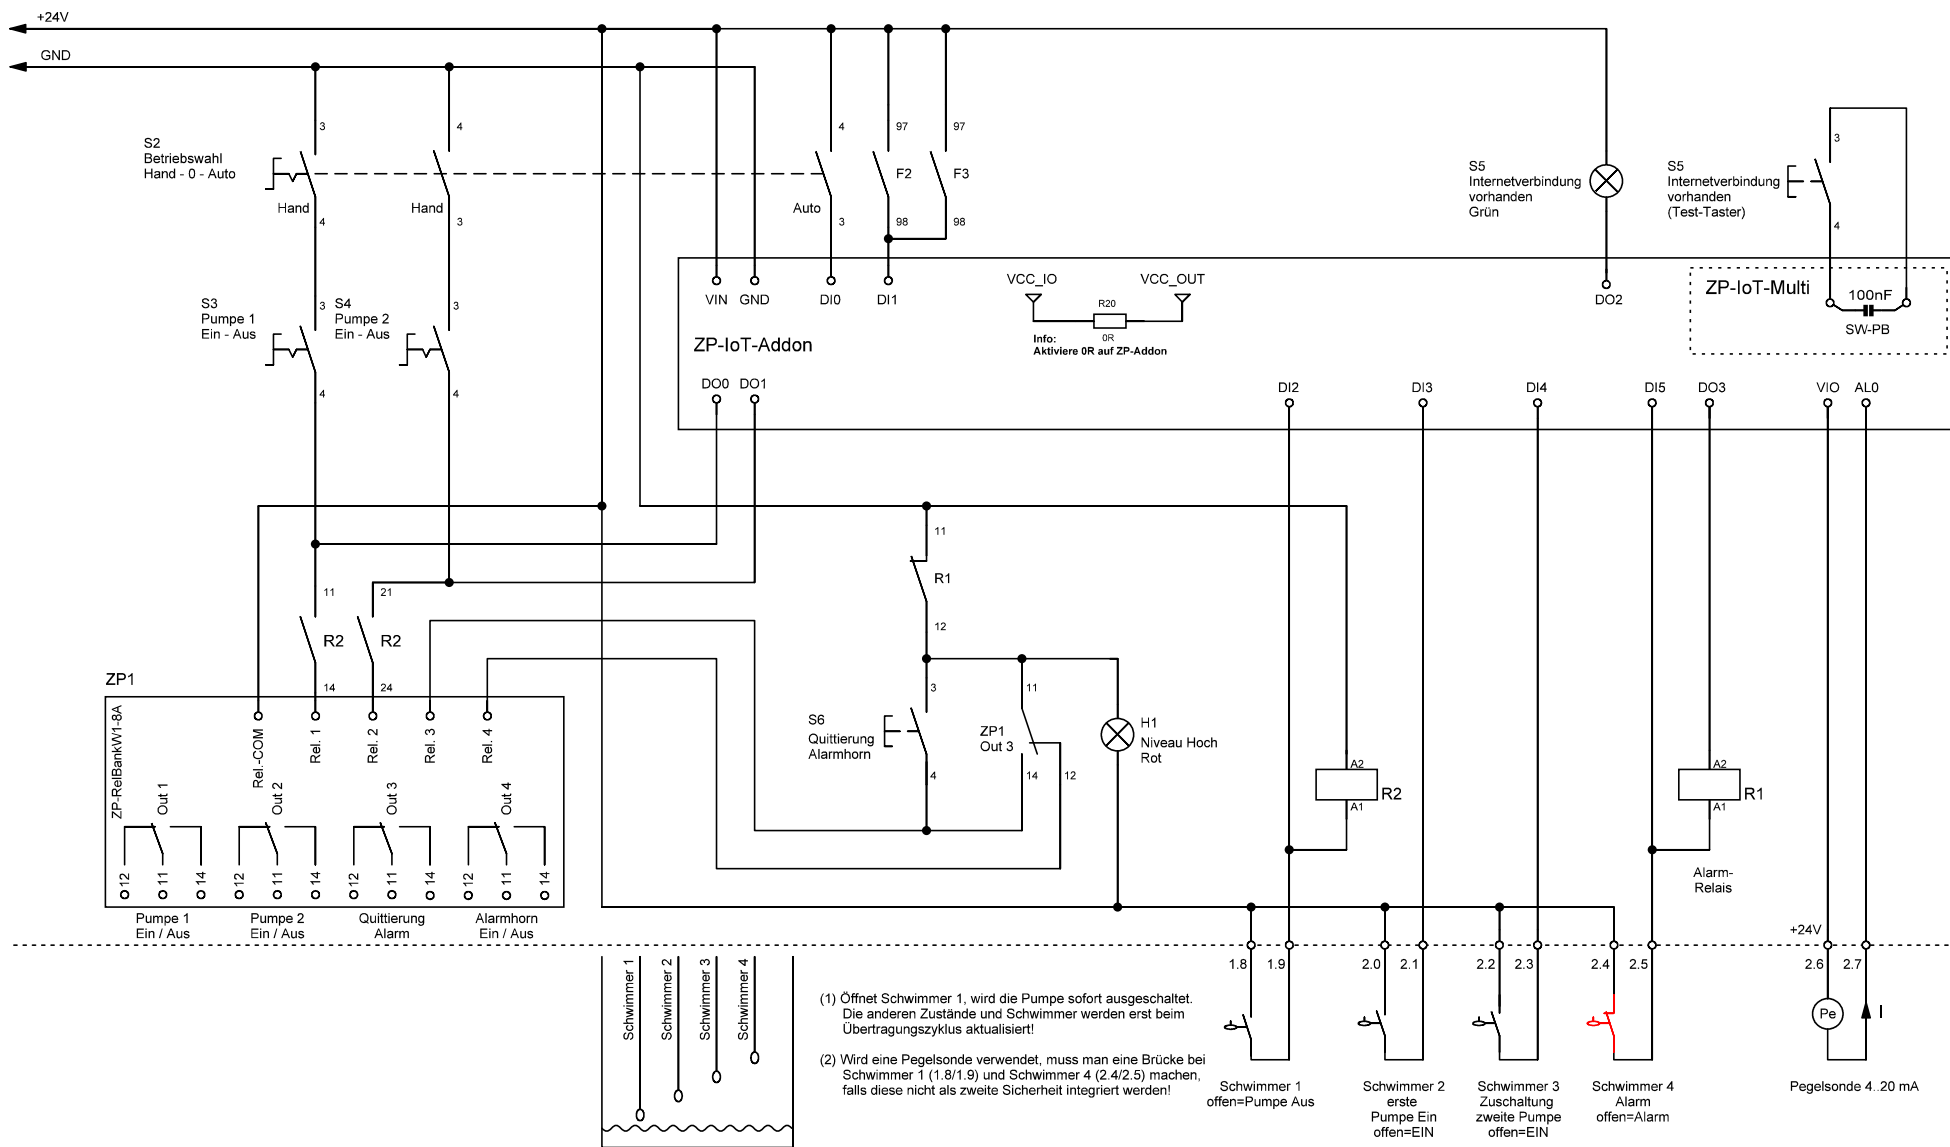 +24V
GND
3
4
4
97
97
3
S2
Betriebswahl
Hand - 0 - Auto
F2
F3
S5
Internetverbindung
vorhanden
Grün
S5
Internetverbindung
vorhanden
(Test-Taster)
Hand
Hand
Auto
4
3
3
98
98
4
VIN
GND
DI0
DI1
VCC_IO
VCC_OUT
R20
0R
Info:
Aktiviere 0R auf ZP-Addon
DO2
ZP-IoT-Multi
100nF
SW-PB
S3
Pumpe 1
Ein - Aus
3
S4
Pumpe 2
Ein - Aus
3
ZP-IoT-Addon
4
4
DO0
DO1
DI2
DI3
DI4
DI5
DO3
VIO
AL0
11
R1
12
11
21
R2
R2
14
24
ZP1
ZP-RelBankW1-8A
Rel.-COM
Rel. 1
Rel. 2
Rel. 3
Rel. 4
Out 1
Out 2
Out 3
Out 4
12
11
14
12
11
14
12
11
14
12
11
14
Pumpe 1
Ein / Aus
Pumpe 2
Ein / Aus
Quittierung
Alarm
Alarmhorn
Ein / Aus
3
S6
Quittierung
Alarmhorn
4
11
ZP1
Out 3
14
12
H1
Niveau Hoch
Rot
A2
R2
A1
A2
R1
A1
Alarm-
Relais
+24V
1.8
1.9
2.0
2.1
2.2
2.3
2.4
2.5
2.6
2.7
Schwimmer 1
Schwimmer 2
Schwimmer 3
Schwimmer 4
(1) Öffnet Schwimmer 1, wird die Pumpe sofort ausgeschaltet.
Die anderen Zustände und Schwimmer werden erst beim
Übertragungszyklus aktualisiert!
(2) Wird eine Pegelsonde verwendet, muss man eine Brücke bei
Schwimmer 1 (1.8/1.9) und Schwimmer 4 (2.4/2.5) machen,
falls diese nicht als zweite Sicherheit integriert werden!
Pe
I
Schwimmer 1
offen=Pumpe Aus
Schwimmer 2
erste
Pumpe Ein
offen=EIN
Schwimmer 3
Zuschaltung
zweite Pumpe
offen=EIN
Schwimmer 4
Alarm
offen=Alarm
Pegelsonde 4..20 mA